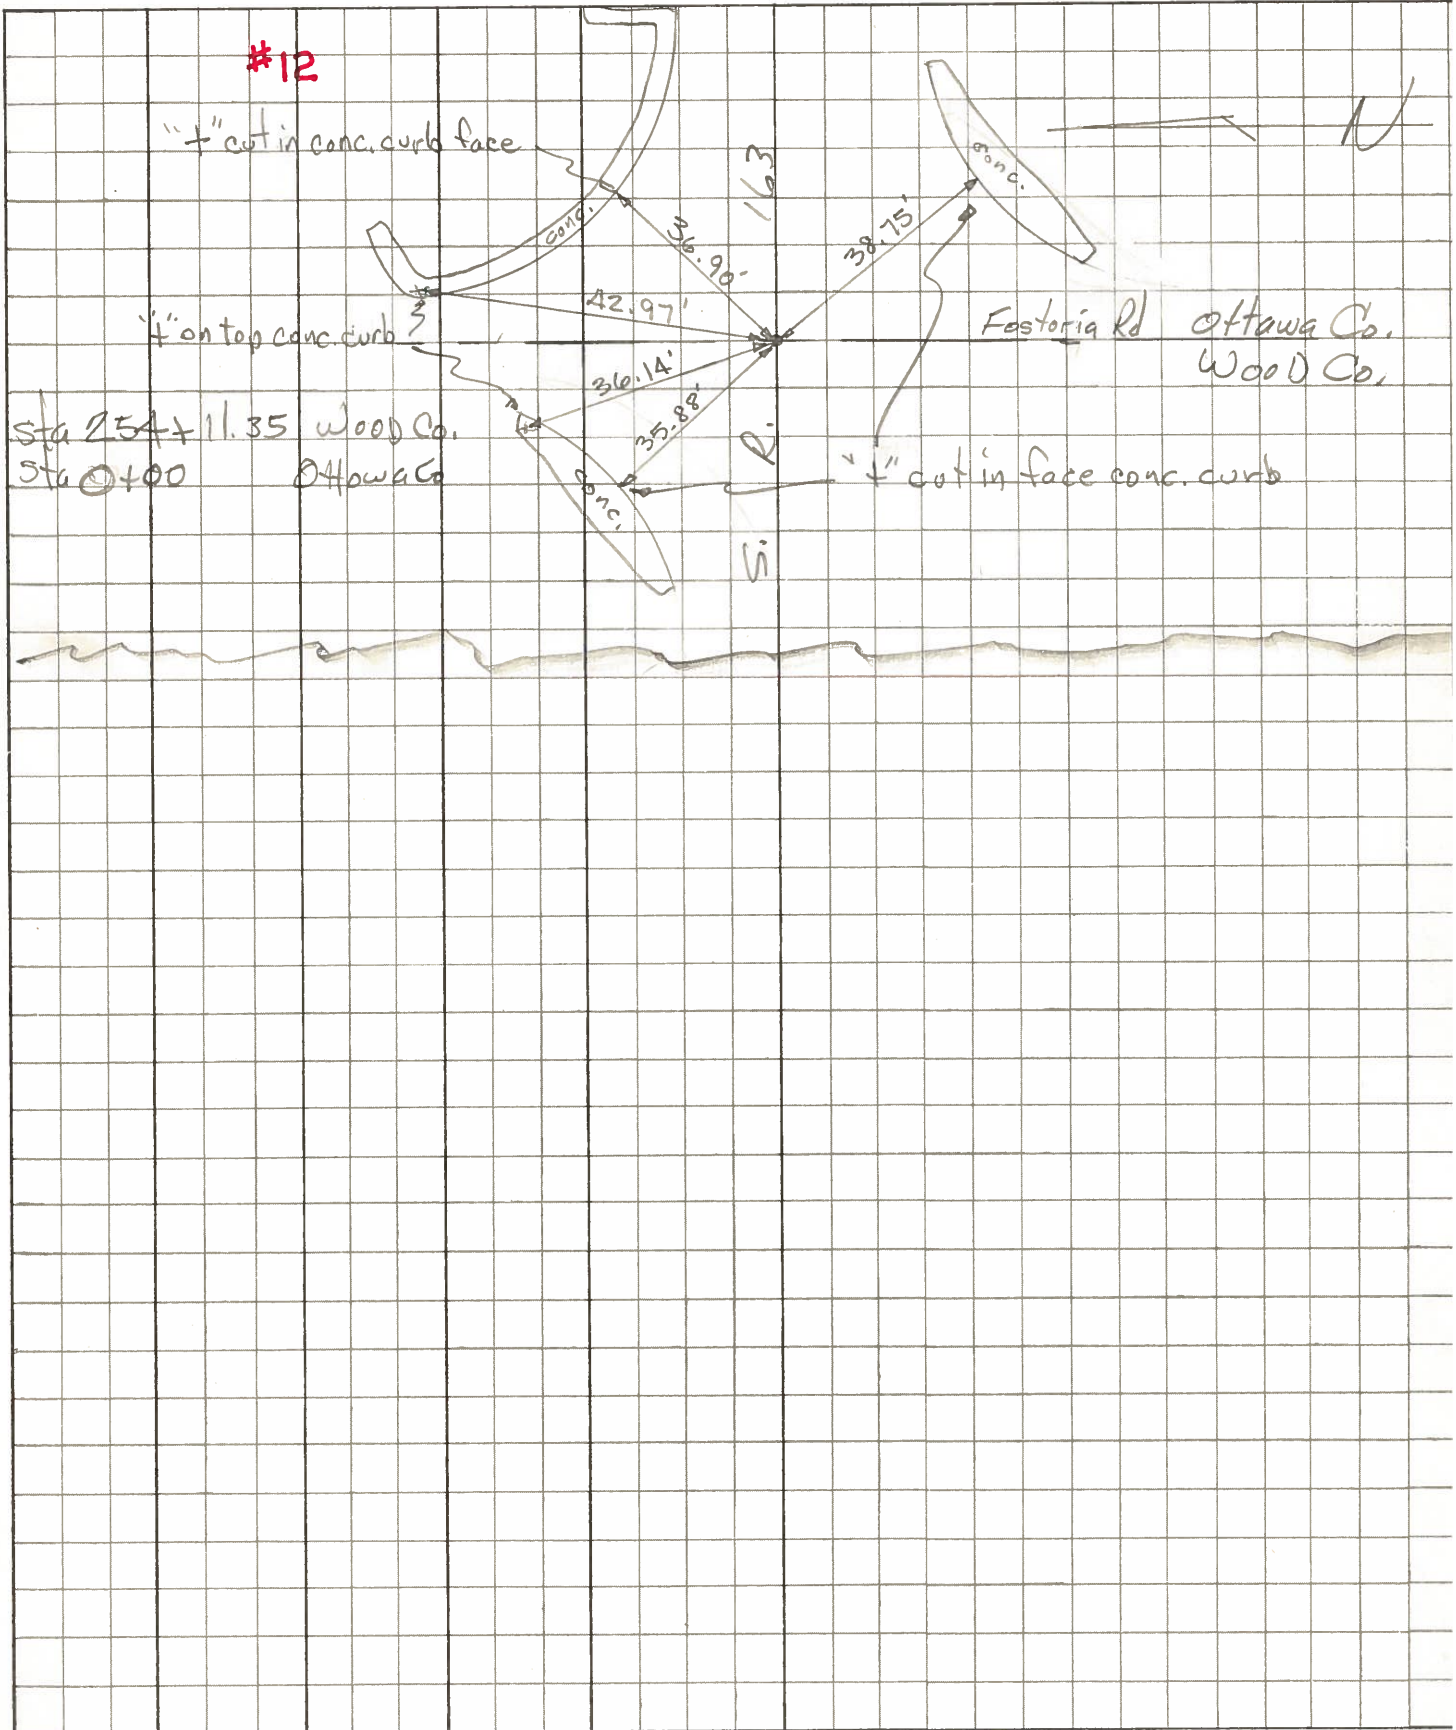 #12
"+" cut in conc. curb face
163
N
conc.
conc.
36.90'
38.75'
42.97'
"+" on top conc. curb
Fostoria Rd Ottawa Co.
Wood Co.
36.14'
35.88'
sta 254+11.35 Wood Co.
sta 0+00 Ottowa Co
S. R.
conc.
"+" cut in face conc. curb